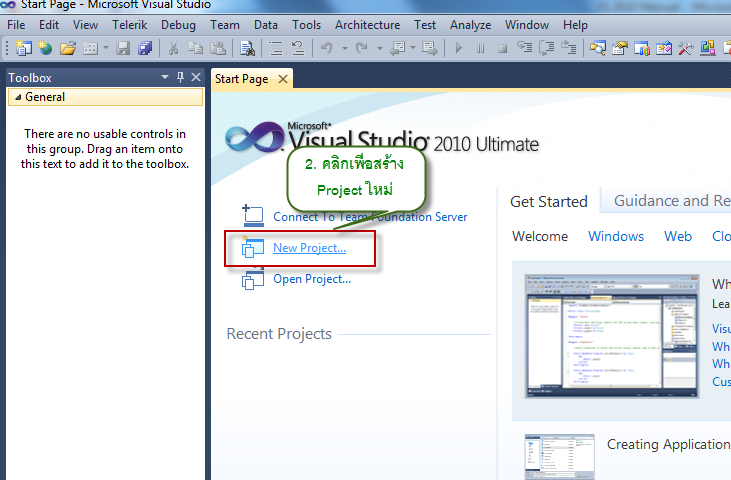 Start Page - Microsoft Visual Studio
File Edit View Telerik Debug Team Data Tools Architecture Test Analyze Window Help
Toolbox
Start Page
General
There are no usable controls in
this group. Drag an item onto
this text to add it to the toolbox.
Microsoft®
Visual Studio® 2010 Ultimate
2. คลิกเพื่อสร้าง
Project ใหม่
Connect To Team Foundation Server
New Project...
Open Project...
Recent Projects
Get Started Guidance and Re
Welcome Windows Web Clo
Wh
Lea
Visu
Wha
Wha
Cus
Creating Application